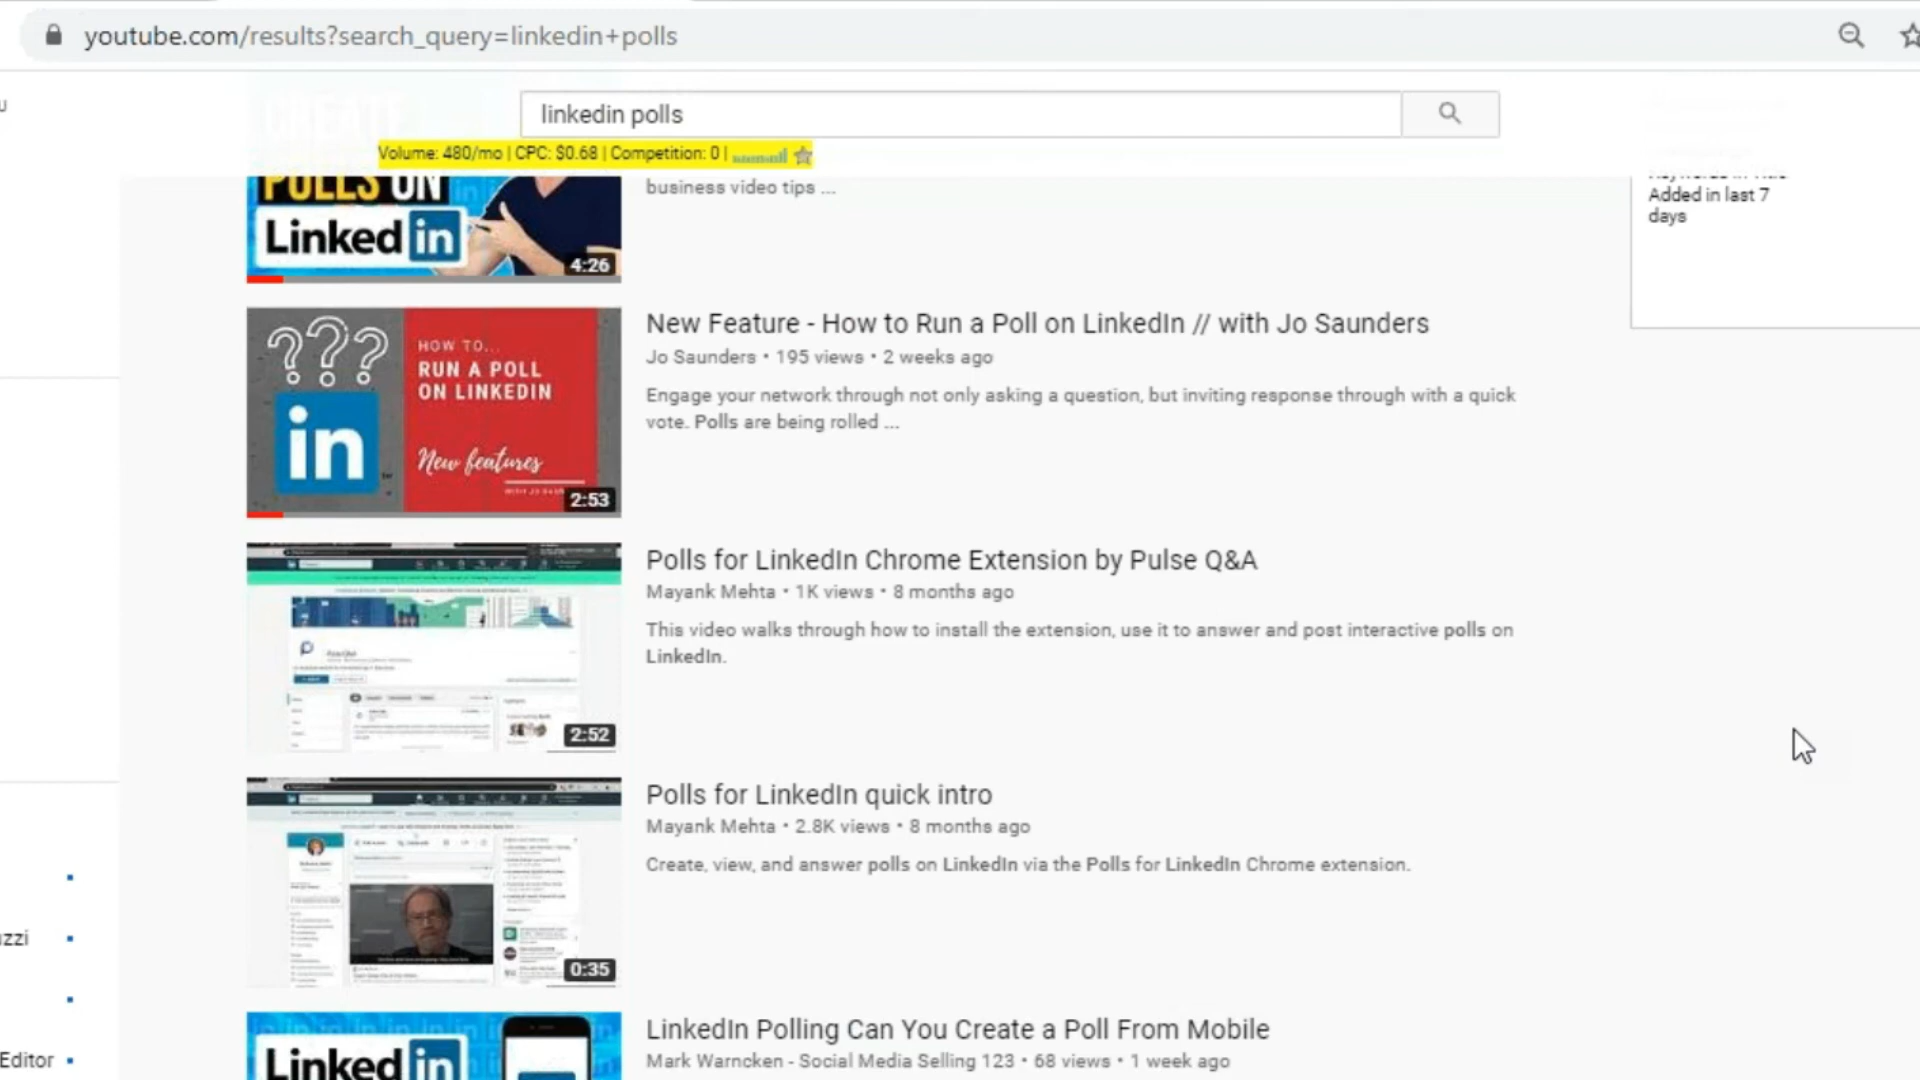 youtube.com/results?search_query=linkedin+polls
linkedin polls
Volume: 480/mo | CPC: $0.68 | Competition: 0 |
POLLS ON
Linked in
4:26
business video tips ...
Added in last 7
days
???
HOW TO...
RUN A POLL
ON LINKEDIN
in
New features
2:53
New Feature - How to Run a Poll on LinkedIn // with Jo Saunders
Jo Saunders • 195 views • 2 weeks ago
Engage your network through not only asking a question, but inviting response through with a quick
vote. Polls are being rolled ...
2:52
Polls for LinkedIn Chrome Extension by Pulse Q&A
Mayank Mehta • 1K views • 8 months ago
This video walks through how to install the extension, use it to answer and post interactive polls on
LinkedIn.
0:35
Polls for LinkedIn quick intro
Mayank Mehta • 2.8K views • 8 months ago
Create, view, and answer polls on LinkedIn via the Polls for LinkedIn Chrome extension.
zzi
Editor
Linked in
LinkedIn Polling Can You Create a Poll From Mobile
Mark Warncken - Social Media Selling 123 • 68 views • 1 week ago